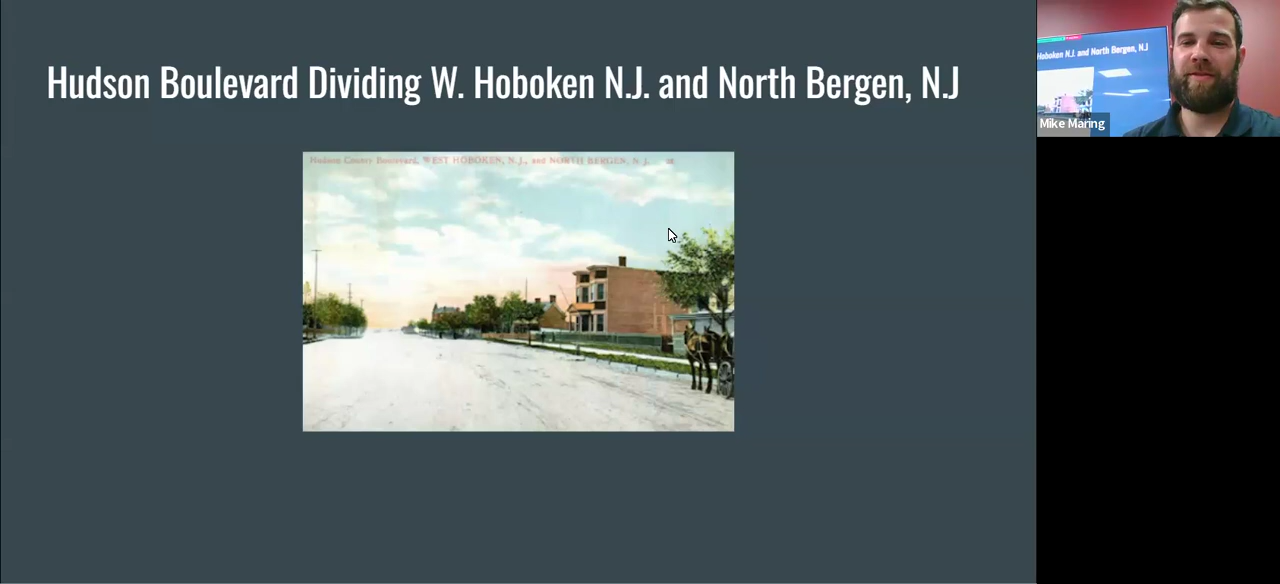 Hudson Boulevard Dividing W. Hoboken N.J. and North Bergen, N.J
Hudson County Boulevard, WEST HOBOKEN, N.J., and NORTH BERGEN, N. J.
Hoboken N.J. and North Bergen, N.J
Mike Maring